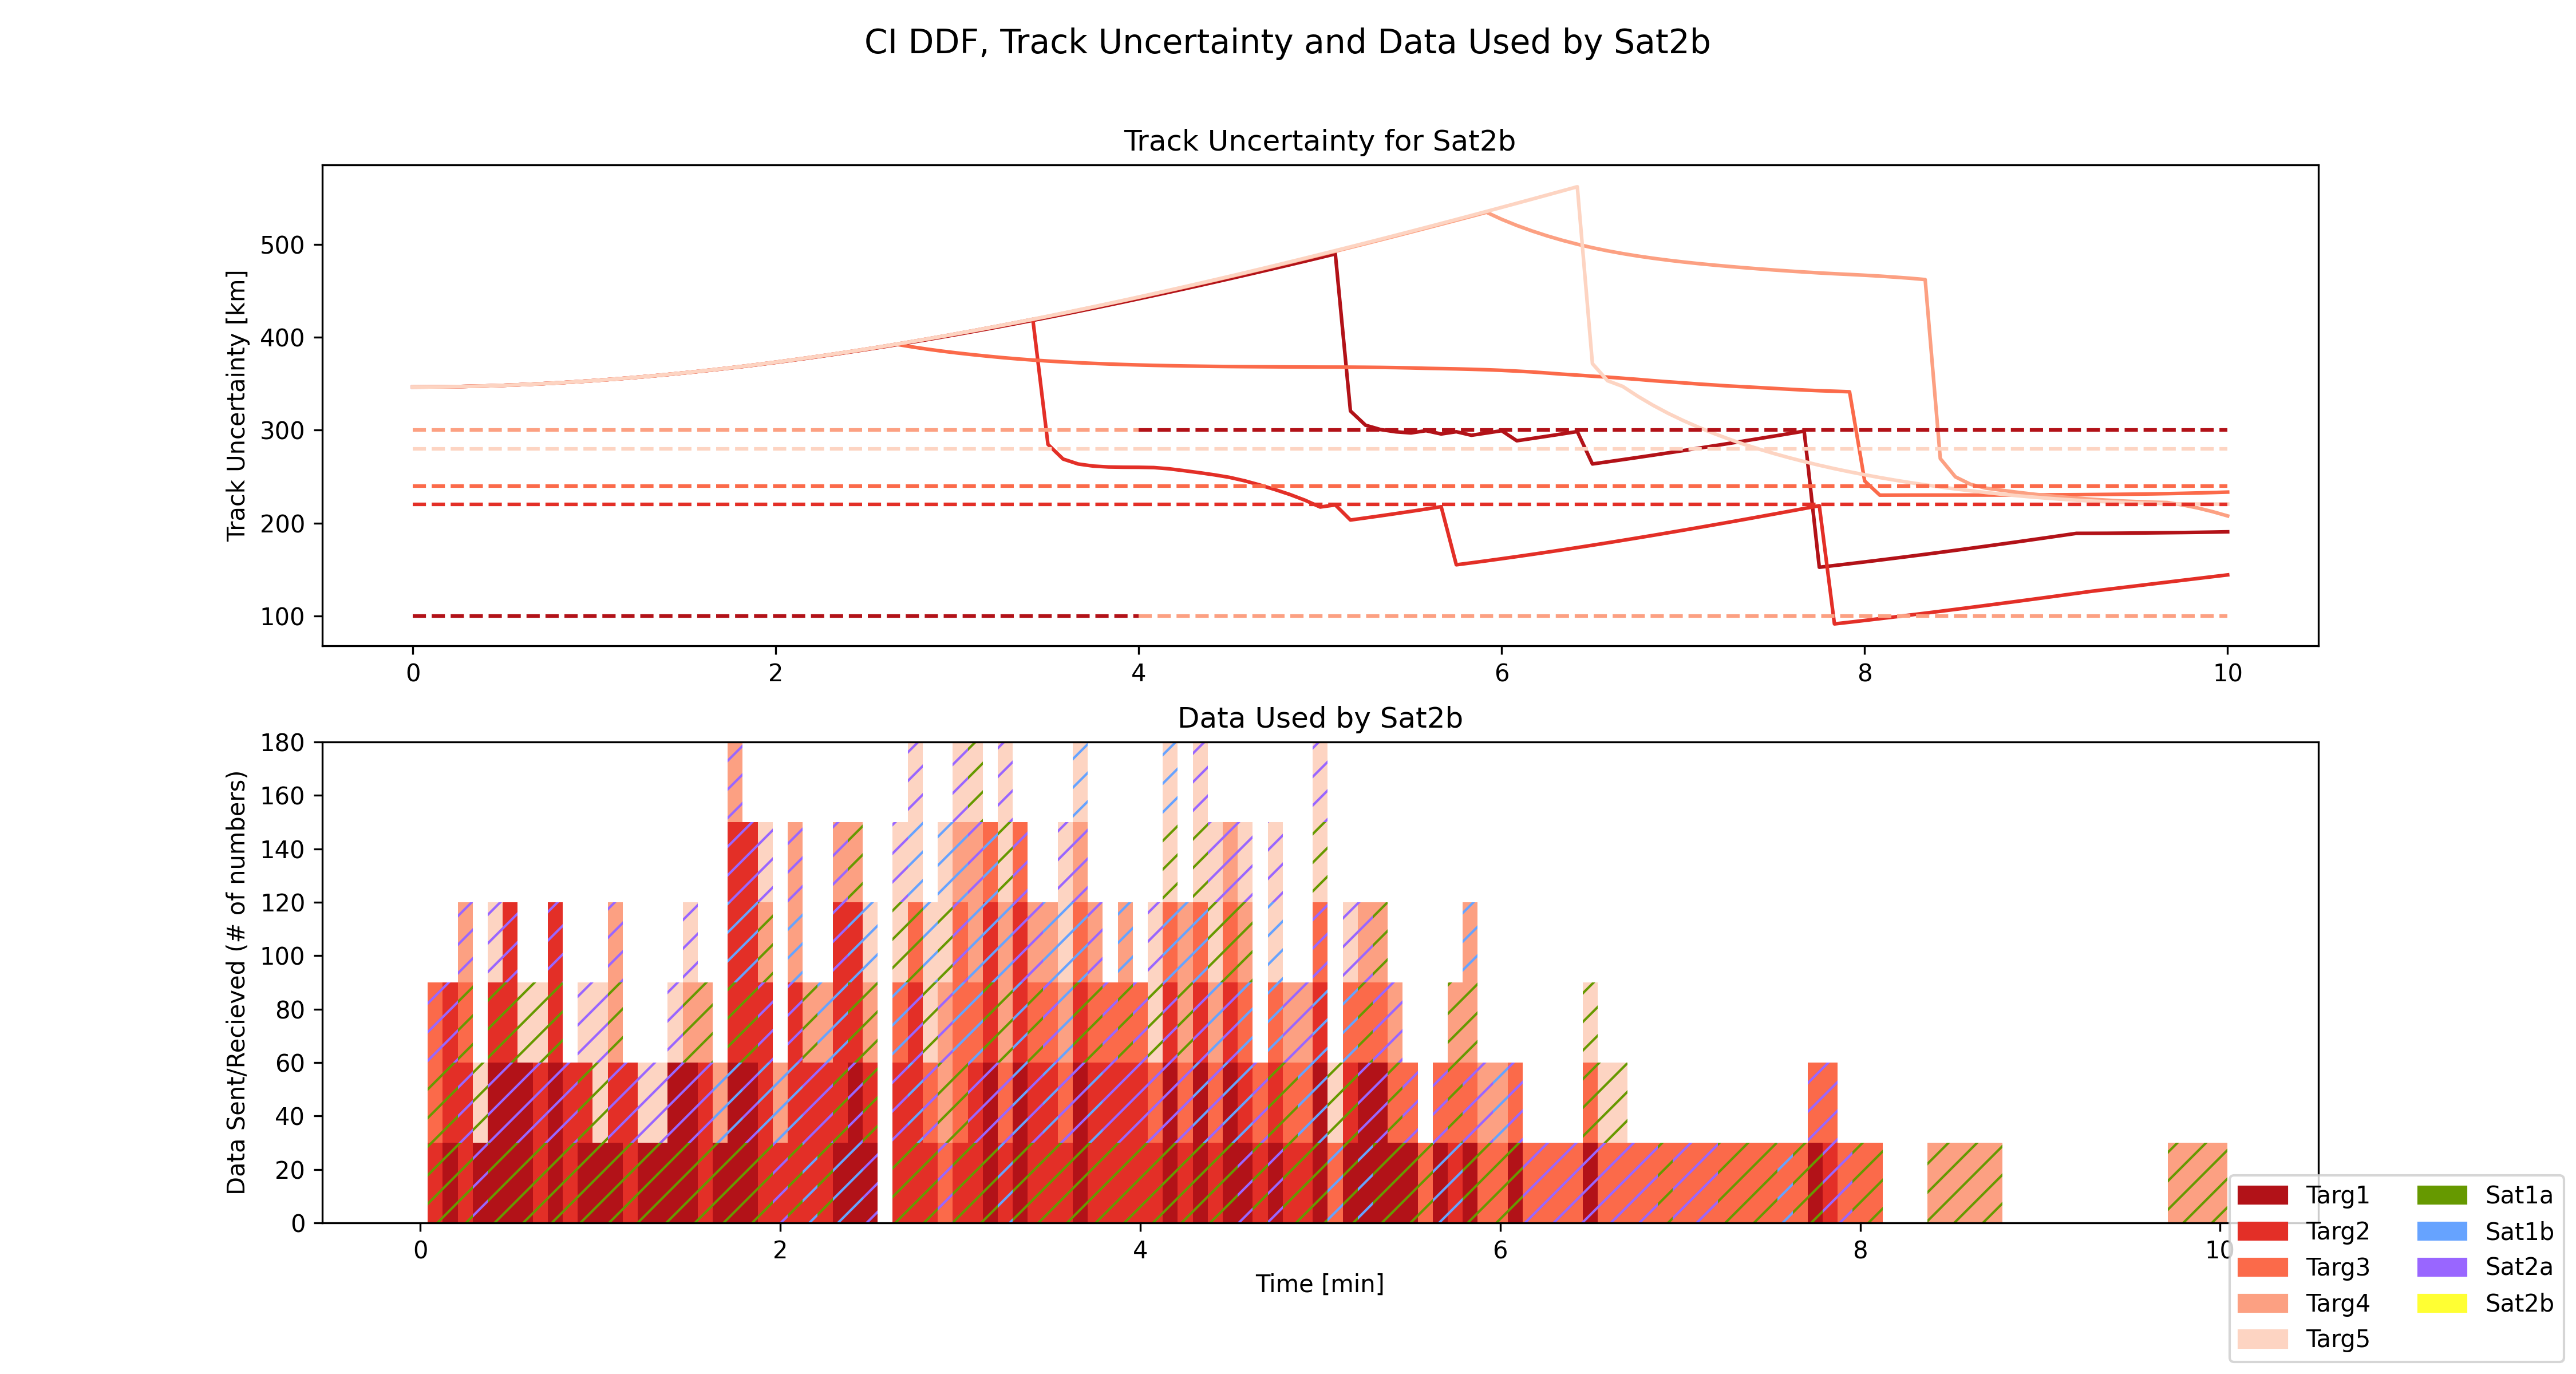 CI DDF, Track Uncertainty and Data Used by Sat2b
Track Uncertainty for Sat2b
Track Uncertainty [km]
500
400
300
200
100
0 2 4 6 8 10
Data Used by Sat2b
Data Sent/Recieved (# of numbers)
180
160
140
120
100
80
60
40
20
0
0 2 4 6 8 10
Time [min]
Targ1 Sat1a
Targ2 Sat1b
Targ3 Sat2a
Targ4 Sat2b
Targ5